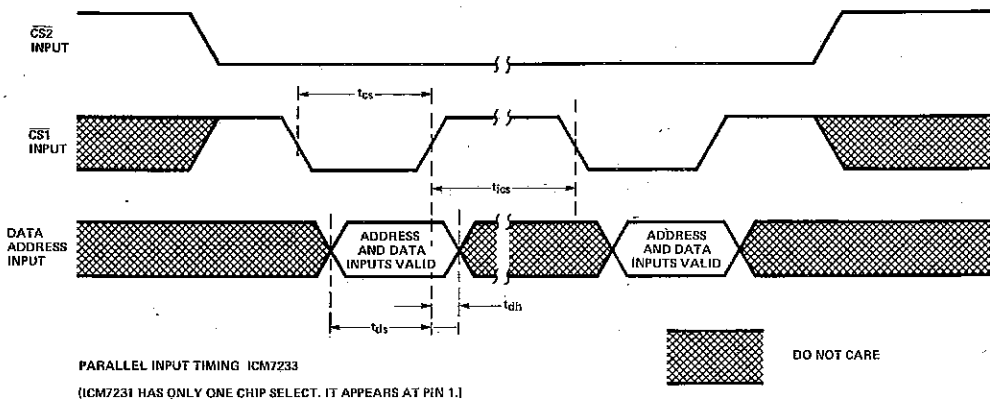 CS2
INPUT
tcs
CS1
INPUT
tics
DATA
ADDRESS
INPUT
ADDRESS
AND DATA
INPUTS VALID
ADDRESS
AND DATA
INPUTS VALID
tdh
tds
DO NOT CARE
PARALLEL INPUT TIMING ICM7233
(ICM7231 HAS ONLY ONE CHIP SELECT. IT APPEARS AT PIN 1.]